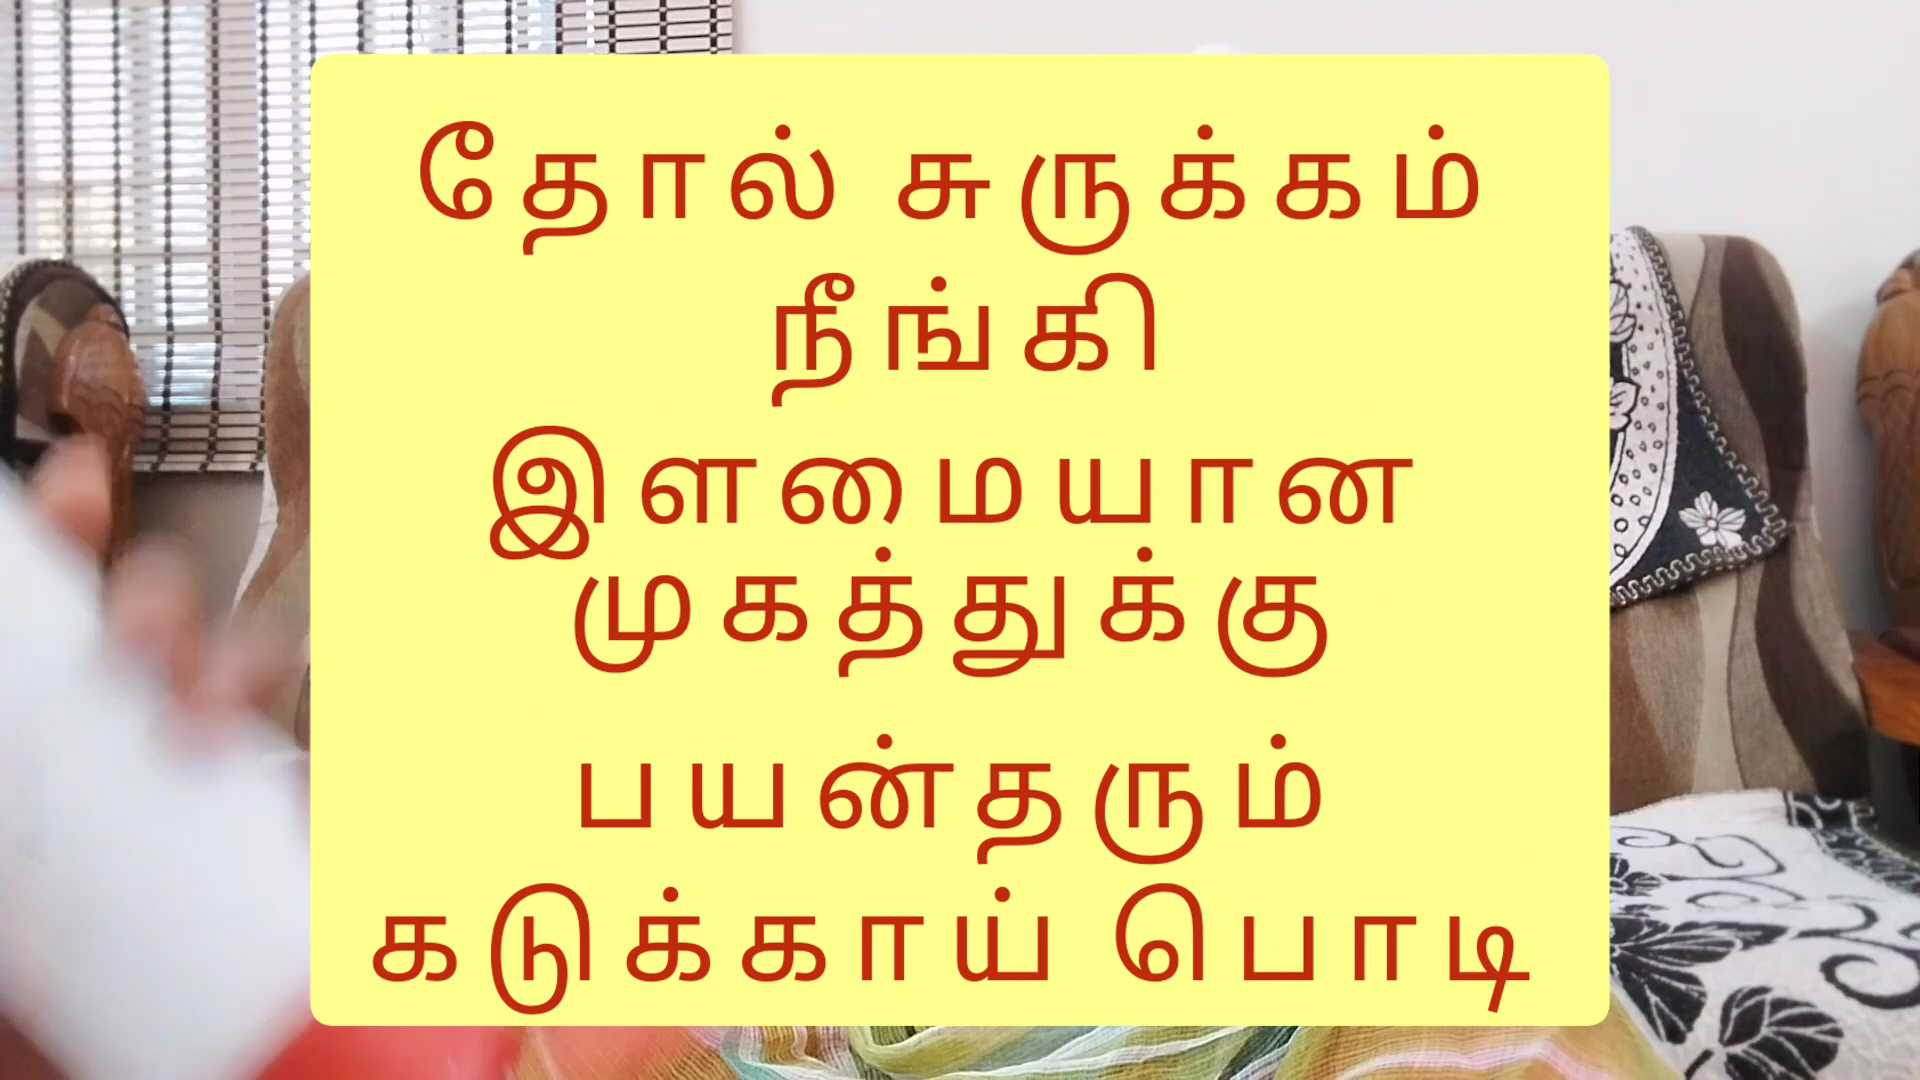 தோல் சுருக்கம்
நீங்கி
இளமையான
முகத்துக்கு
பயன்தரும்
கடுக்காய் பொடி